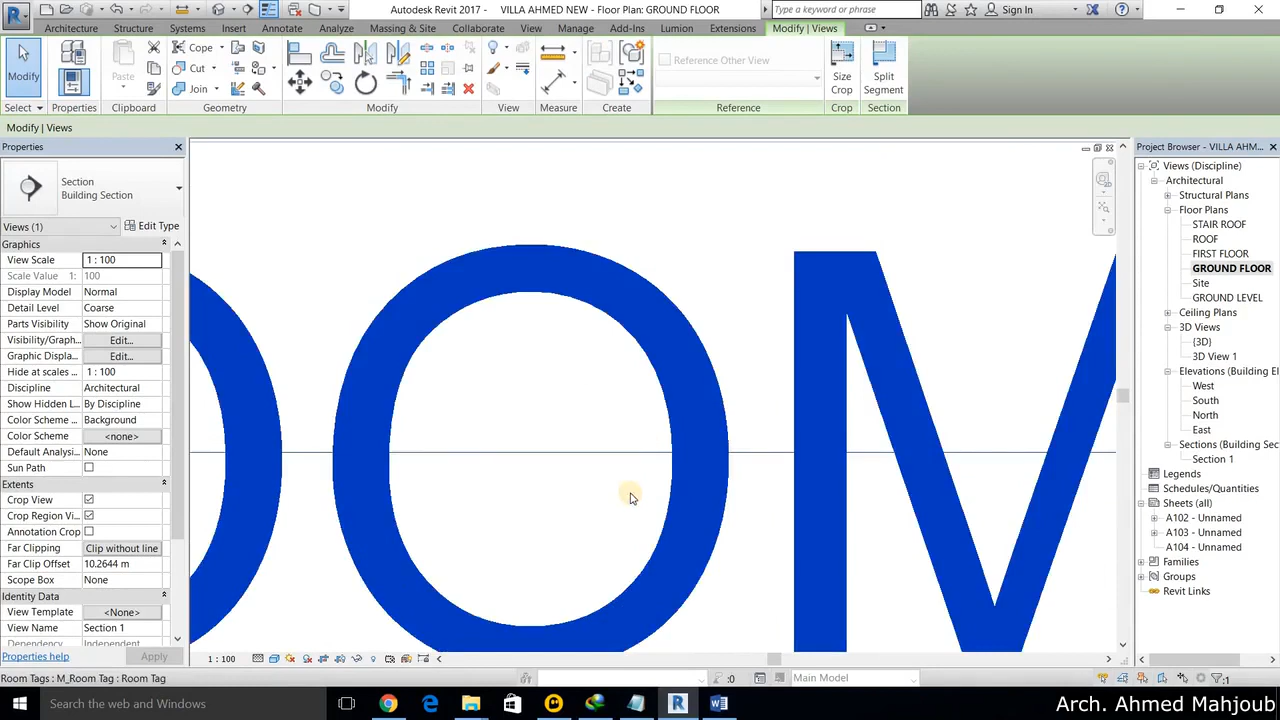 Autodesk Revit 2017 - VILLA AHMED NEW - Floor Plan: GROUND FLOOR
Type a keyword or phrase
Sign In
Architecture Structure Systems Insert Annotate Analyze Massing & Site Collaborate View Manage Add-Ins Lumion Extensions Modify | Views
Cope
Cut
Join
Modify
Paste
Reference Other View
Size
Crop
Split
Segment
Select Properties Clipboard Geometry Modify View Measure Create Reference Crop Section
Modify | Views
Properties
Section
Building Section
Views (1)
Edit Type
Graphics
View Scale 1 : 100
Scale Value 1: 100
Display Model Normal
Detail Level Coarse
Parts Visibility Show Original
Visibility/Graph... Edit...
Graphic Displa... Edit...
Hide at scales ... 1 : 100
Discipline Architectural
Show Hidden L... By Discipline
Color Scheme ... Background
Color Scheme <none>
Default Analysi... None
Sun Path
Extents
Crop View
Crop Region Vi...
Annotation Crop
Far Clipping Clip without line
Far Clip Offset 10.2644 m
Scope Box None
Identity Data
View Template <None>
View Name Section 1
Dependency Independent
Properties help
Apply
OOM
1 : 100
Project Browser - VILLA AHM...
Views (Discipline)
Architectural
Structural Plans
Floor Plans
STAIR ROOF
ROOF
FIRST FLOOR
GROUND FLOOR
Site
GROUND LEVEL
Ceiling Plans
3D Views
{3D}
3D View 1
Elevations (Building El
West
South
North
East
Sections (Building Sec
Section 1
Legends
Schedules/Quantities
Sheets (all)
A102 - Unnamed
A103 - Unnamed
A104 - Unnamed
Families
Groups
Revit Links
Room Tags : M_Room Tag : Room Tag
:0
Main Model
:1
Search the web and Windows
Arch. Ahmed Mahjoub